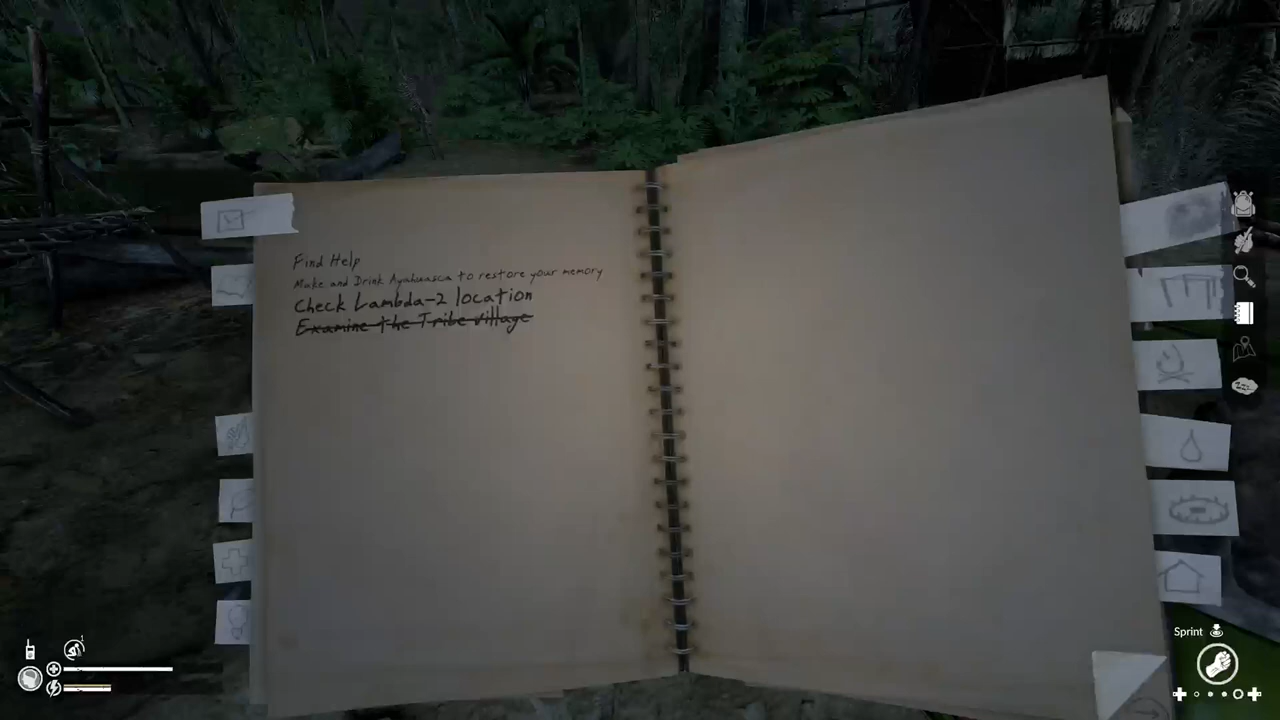 Find Help
Make and Drink Ayahuasca to restore your memory
Check Lambda-2 location
Examine the Tribe village
Sprint